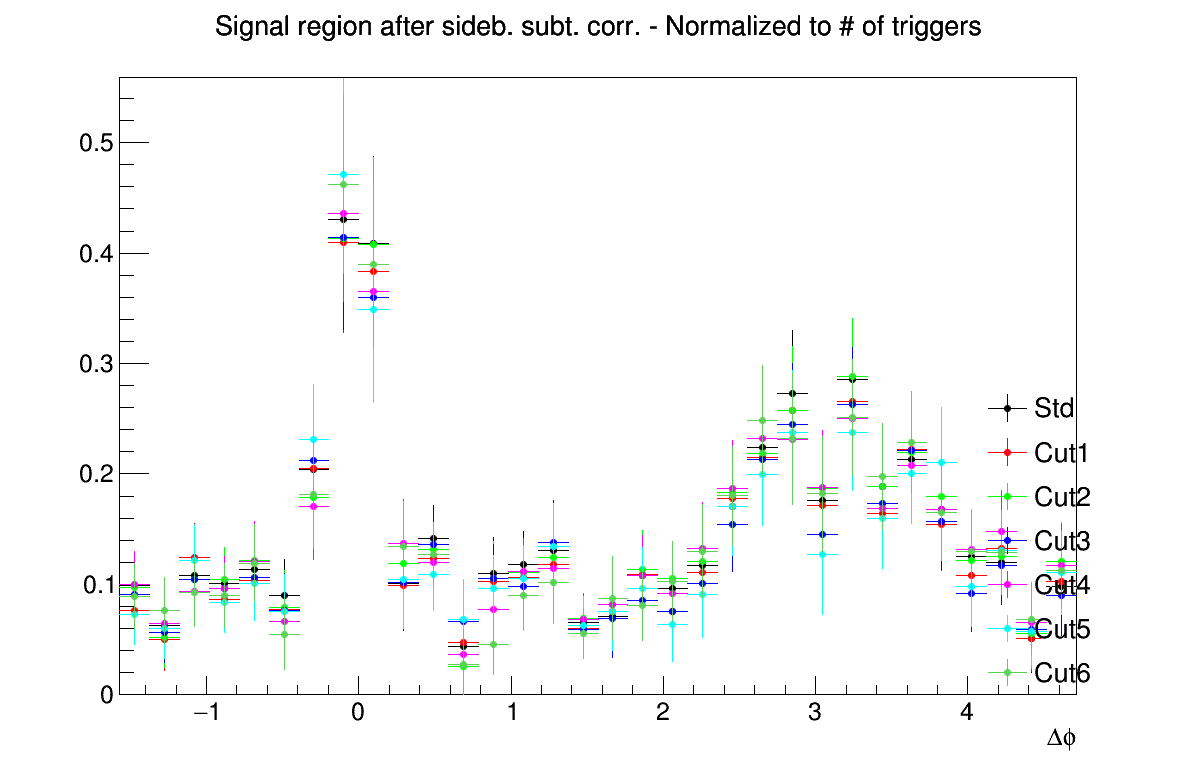 Signal region after sideb. subt. corr. - Normalized to # of triggers
0.5
0.4
0.3
0.2
0.1
0
Std
Cut1
Cut2
Cut3
Cut4
Cut5
Cut6
−1 0 1 2 3 4
Δϕ